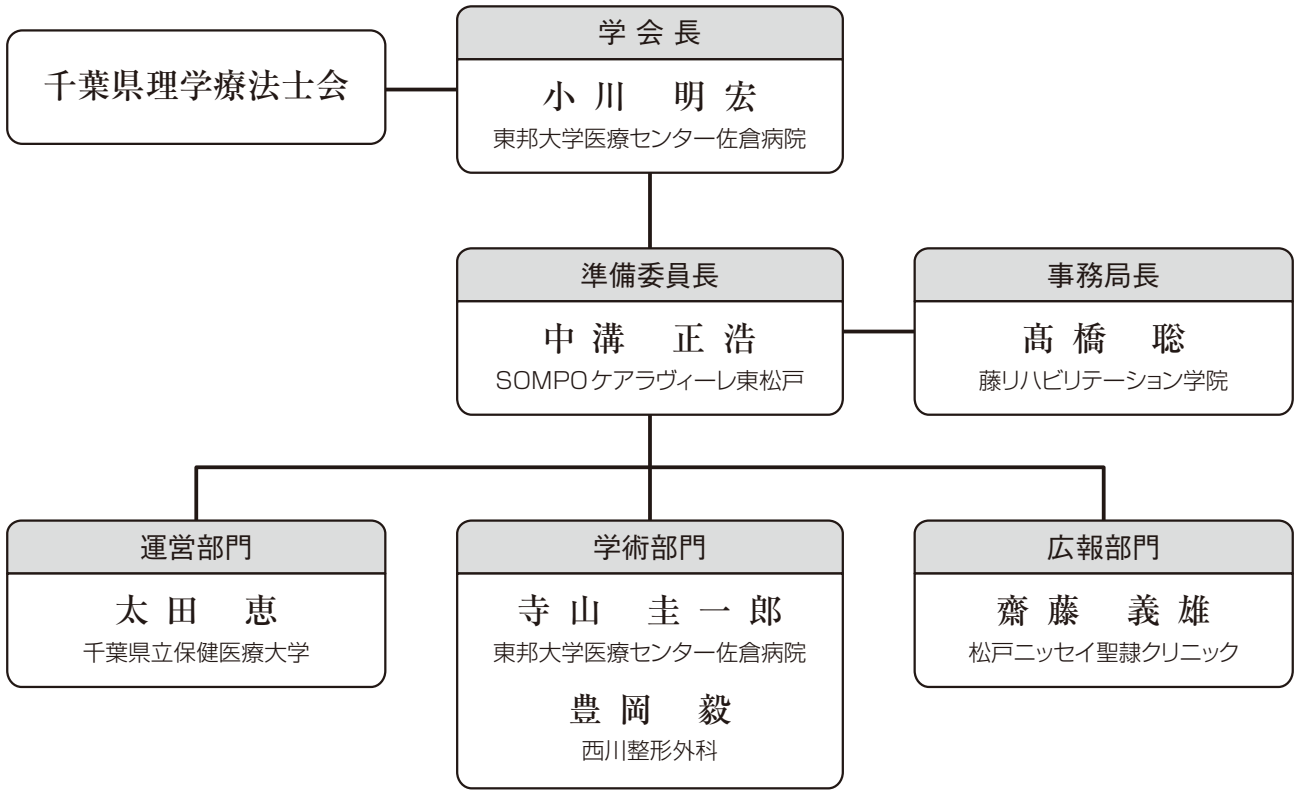 千葉県理学療法士会
学会長
小川 明宏
東邦大学医療センター佐倉病院
準備委員長
中溝 正浩
SOMPOケアラヴィーレ東松戸
事務局長
髙橋 聡
藤リハビリテーション学院
運営部門
太田 恵
千葉県立保健医療大学
学術部門
寺山 圭一郎
東邦大学医療センター佐倉病院
豊岡 毅
西川整形外科
広報部門
齋藤 義雄
松戸ニッセイ聖隷クリニック